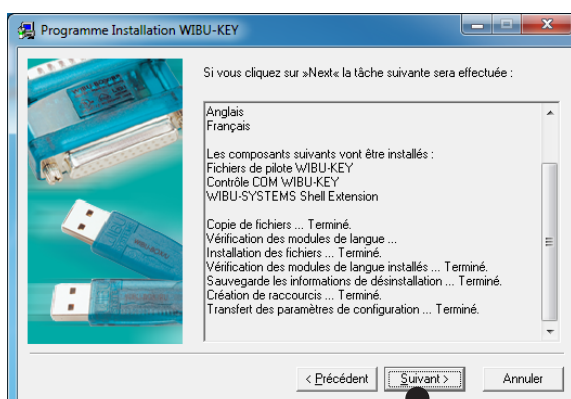 Programme Installation WIBU-KEY
Si vous cliquez sur »Next« la tâche suivante sera effectuée :
Anglais
Français
Les composants suivants vont être installés :
Fichiers de pilote WIBU-KEY
Contrôle COM WIBU-KEY
WIBU-SYSTEMS Shell Extension
Copie de fichiers ... Terminé.
Vérification des modules de langue ...
Installation des fichiers ... Terminé.
Vérification des modules de langue installés ... Terminé.
Sauvegarde les informations de désinstallation ... Terminé.
Création de raccourcis ... Terminé.
Transfert des paramètres de configuration ... Terminé.
< Précédent
Suivant >
Annuler